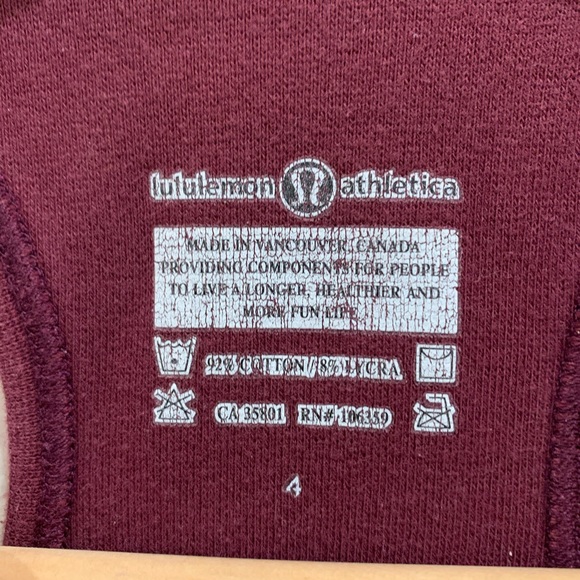 lululemon athletica
MADE IN VANCOUVER, CANADA
PROVIDING COMPONENTS FOR PEOPLE
TO LIVE A LONGER, HEALTHIER AND
MORE FUN LIFE
92% COTTON//8% LYCRA
CA 35801 RN# 106359
4